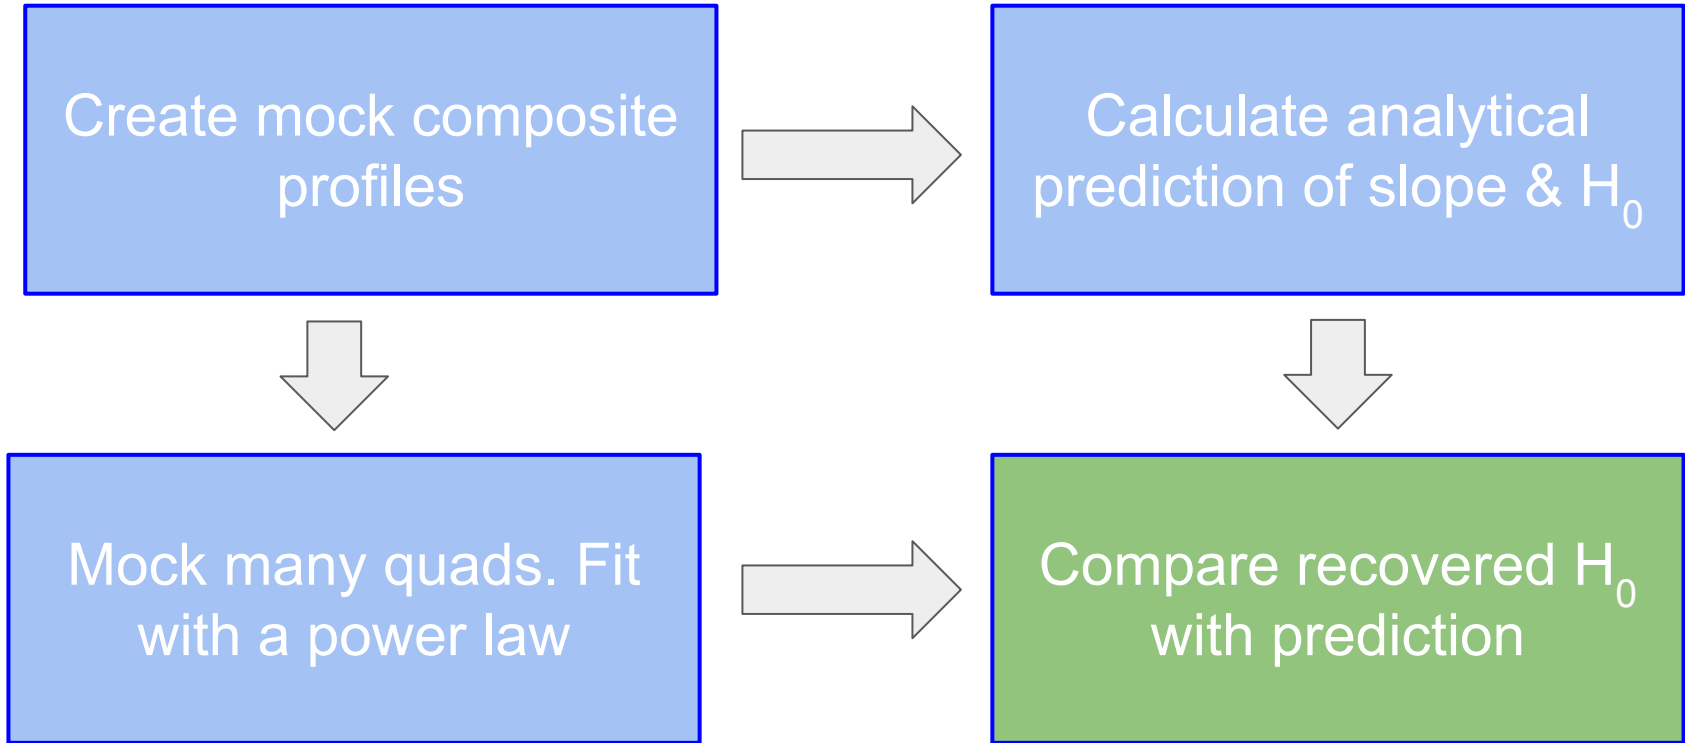 Create mock composite
profiles
Calculate analytical
prediction of slope & H₀
Mock many quads. Fit
with a power law
Compare recovered H₀
with prediction